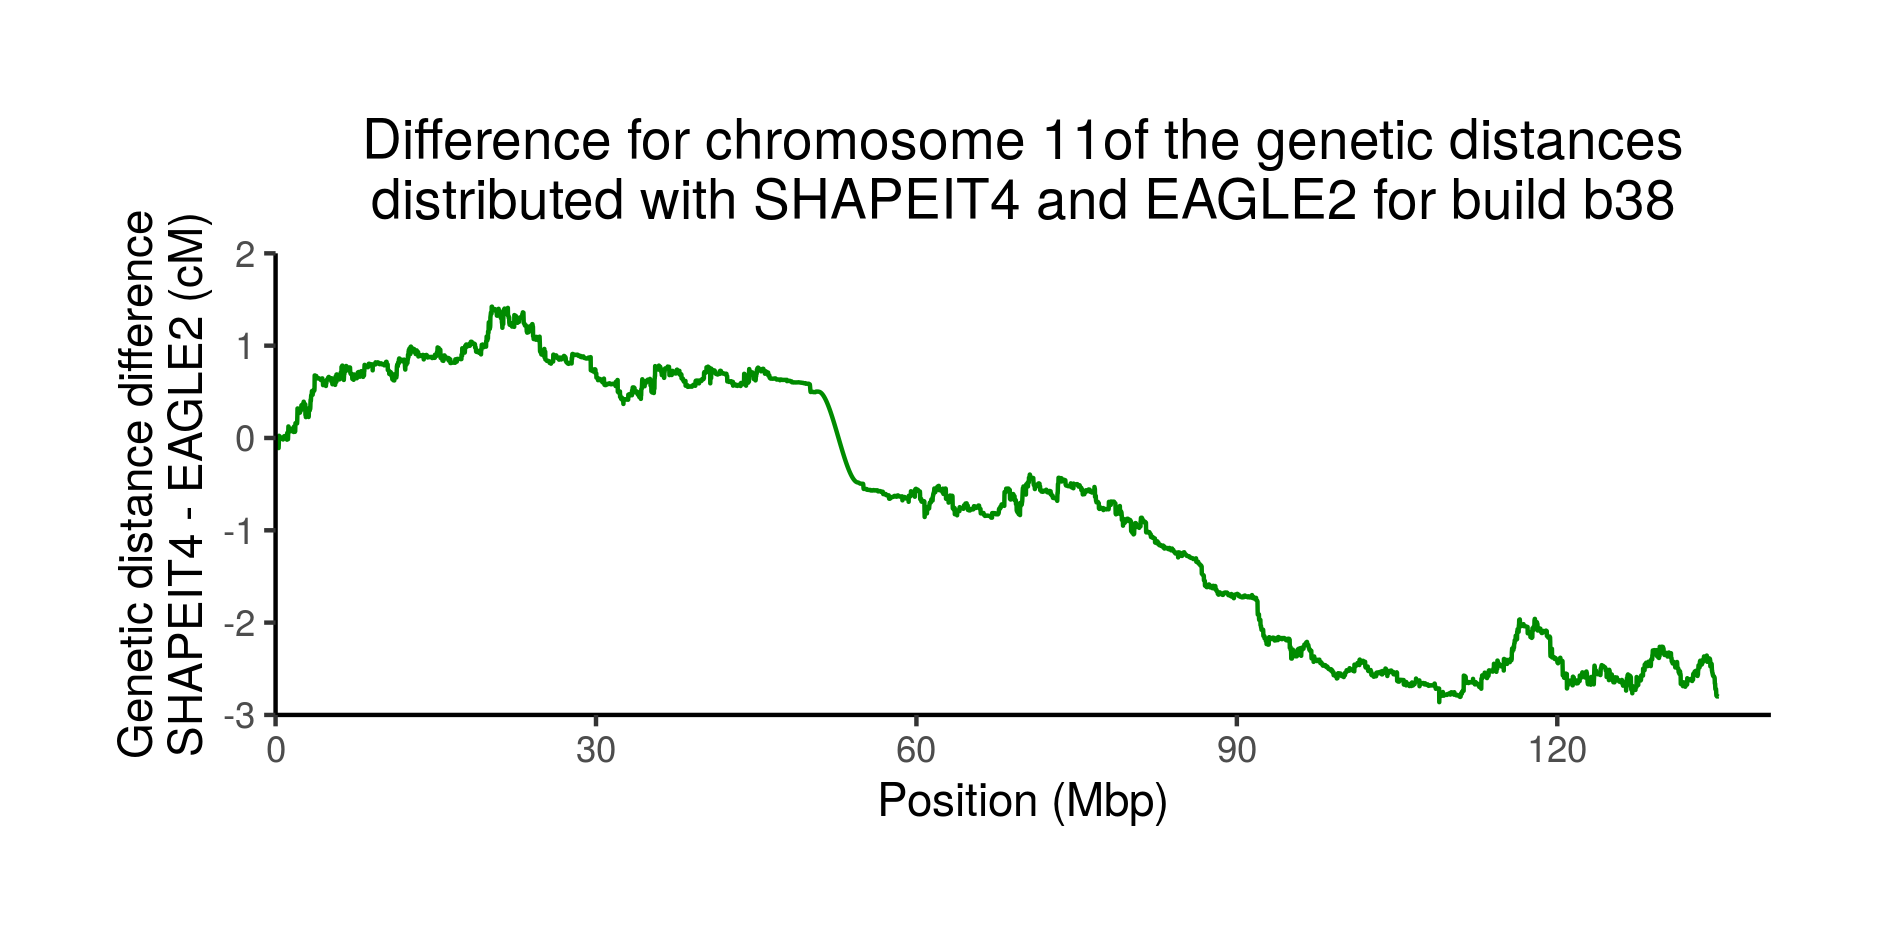 Difference for chromosome 11of the genetic distances
distributed with SHAPEIT4 and EAGLE2 for build b38
Genetic distance difference
SHAPEIT4 - EAGLE2 (cM)
2
1
0
-1
-2
-3
0
30
60
90
120
Position (Mbp)